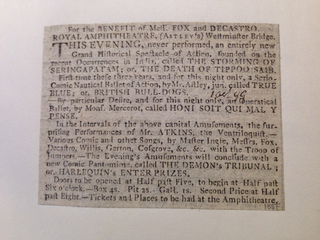 For the BENEFIT of Mess. FOX and DECASTRO.
ROYAL AMPHITHEATRE, (ASTLEY's) Westminster Bridge.
THIS EVENING, never performed, an entirely new
Grand Historical Spectacle of Action, founded on the
recent Occurrences in India, called THE STORMING OF
SERINGAPATAM; or, THE DEATH OF TIPPOO SAIB.
First time these three years, and for this night only, a Serio
Comic Nautical Ballet of Action, by Mr. Astley, jun. called TRUE
BLUE; or, BRITISH BULL DOGS.
By particular Desire, and for this night only, an Operatical
Ballet, by Mons. Mercerot, called HONI SOIT QUI MAL Y
PENSE.
In the Intervals of the above capital Amusements, the sur-
prising Performances of Mr. ATKINS, the Ventriloquist.—
Various Comic and other Songs, by Master Incle, Messrs. Fox,
Decastro, Willis, Gorton, Cosgrove, &c. &c. with the Troop of
Jumpers.—The Evening's Amusements will conclude with a
new Comic Pantomime, called THE DEMON's TRIBUNAL;
or, HARLEQUIN's ENTERPRIZES.
Doors to be opened at Half past Five, to begin at Half past
Six o'clock.—Box 4s. Pit 2s. Gall. 1s. Second Price at Half
past Eight.—Tickets and Places to be had at the Amphitheatre.